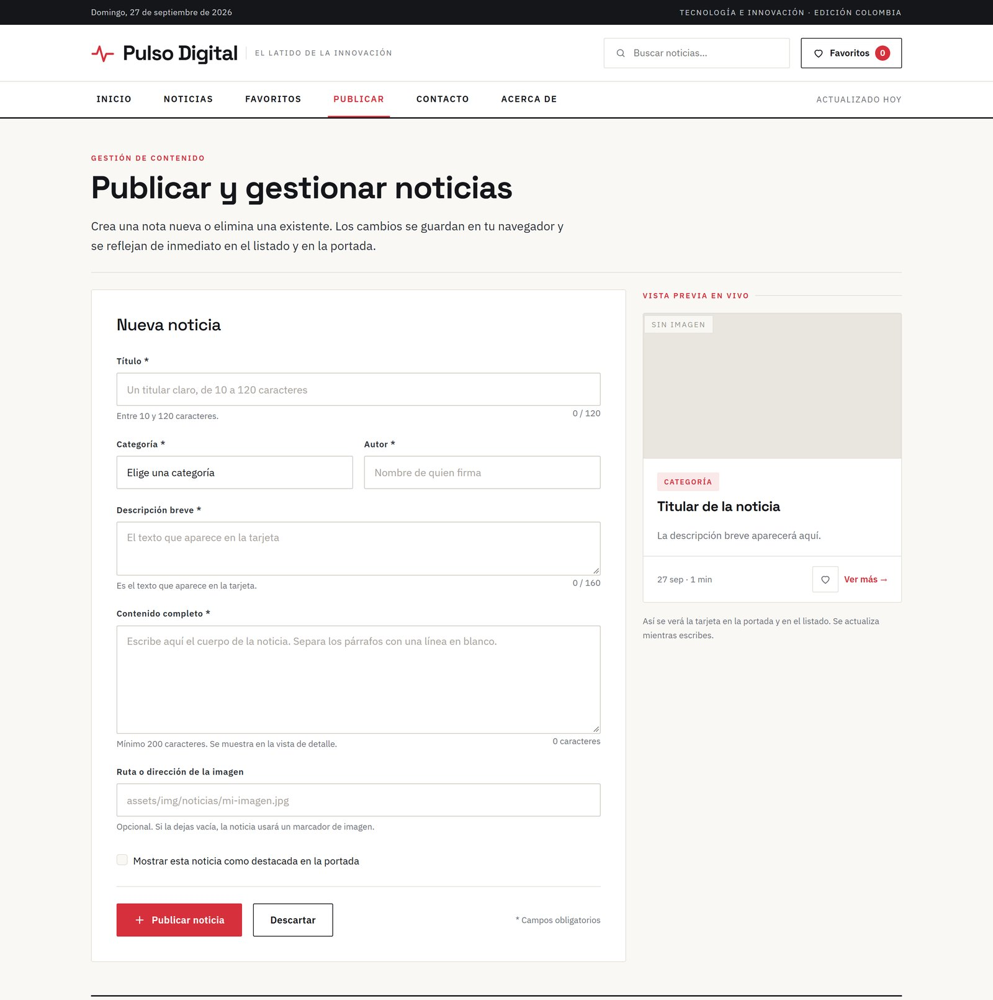 Domingo, 27 de septiembre de 2026
TECNOLOGÍA E INNOVACIÓN · EDICIÓN COLOMBIA
Pulso Digital
EL LATIDO DE LA INNOVACIÓN
Buscar noticias...
Favoritos 0
INICIO
NOTICIAS
FAVORITOS
PUBLICAR
CONTACTO
ACERCA DE
ACTUALIZADO HOY
GESTIÓN DE CONTENIDO
Publicar y gestionar noticias
Crea una nota nueva o elimina una existente. Los cambios se guardan en tu navegador y
se reflejan de inmediato en el listado y en la portada.
Nueva noticia
Título *
Un titular claro, de 10 a 120 caracteres
Entre 10 y 120 caracteres.
0 / 120
Categoría *
Elige una categoría
Autor *
Nombre de quien firma
Descripción breve *
El texto que aparece en la tarjeta
Es el texto que aparece en la tarjeta.
0 / 160
Contenido completo *
Escribe aquí el cuerpo de la noticia. Separa los párrafos con una línea en blanco.
Mínimo 200 caracteres. Se muestra en la vista de detalle.
0 caracteres
Ruta o dirección de la imagen
assets/img/noticias/mi-imagen.jpg
Opcional. Si la dejas vacía, la noticia usará un marcador de imagen.
Mostrar esta noticia como destacada en la portada
+ Publicar noticia
Descartar
* Campos obligatorios
VISTA PREVIA EN VIVO
SIN IMAGEN
CATEGORÍA
Titular de la noticia
La descripción breve aparecerá aquí.
27 sep · 1 min
Ver más →
Así se verá la tarjeta en la portada y en el listado. Se actualiza
mientras escribes.